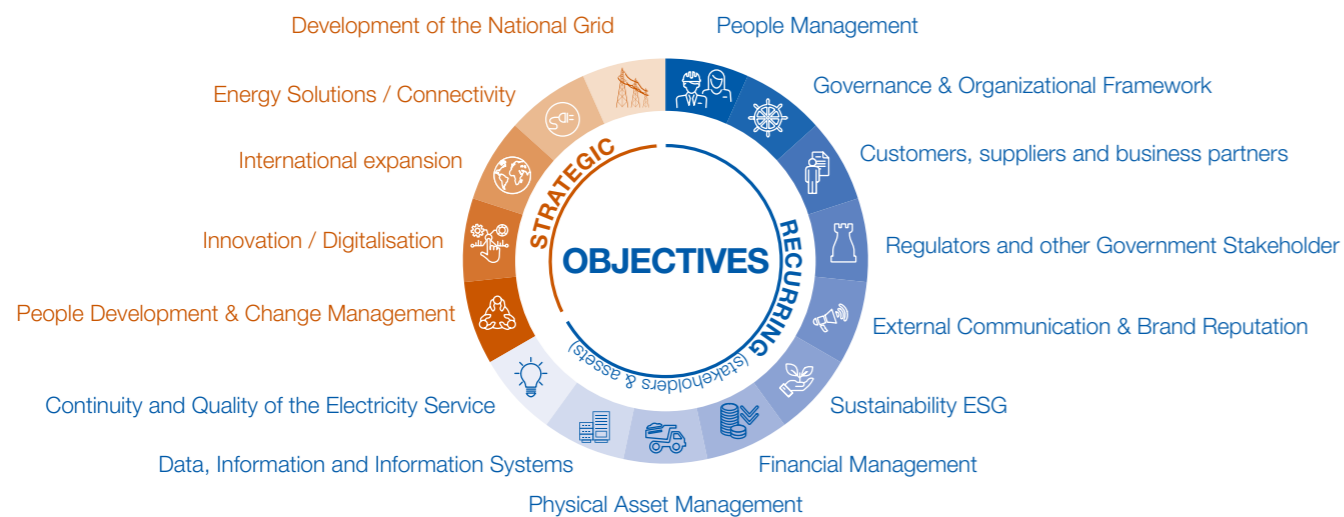 Development of the National Grid
People Management
Energy Solutions / Connectivity
Governance & Organizational Framework
International expansion
Customers, suppliers and business partners
STRATEGIC
Innovation / Digitalisation
OBJECTIVES
RECURRING (stakeholders & assets)
Regulators and other Government Stakeholder
People Development & Change Management
External Communication & Brand Reputation
Continuity and Quality of the Electricity Service
Sustainability ESG
Data, Information and Information Systems
Financial Management
Physical Asset Management